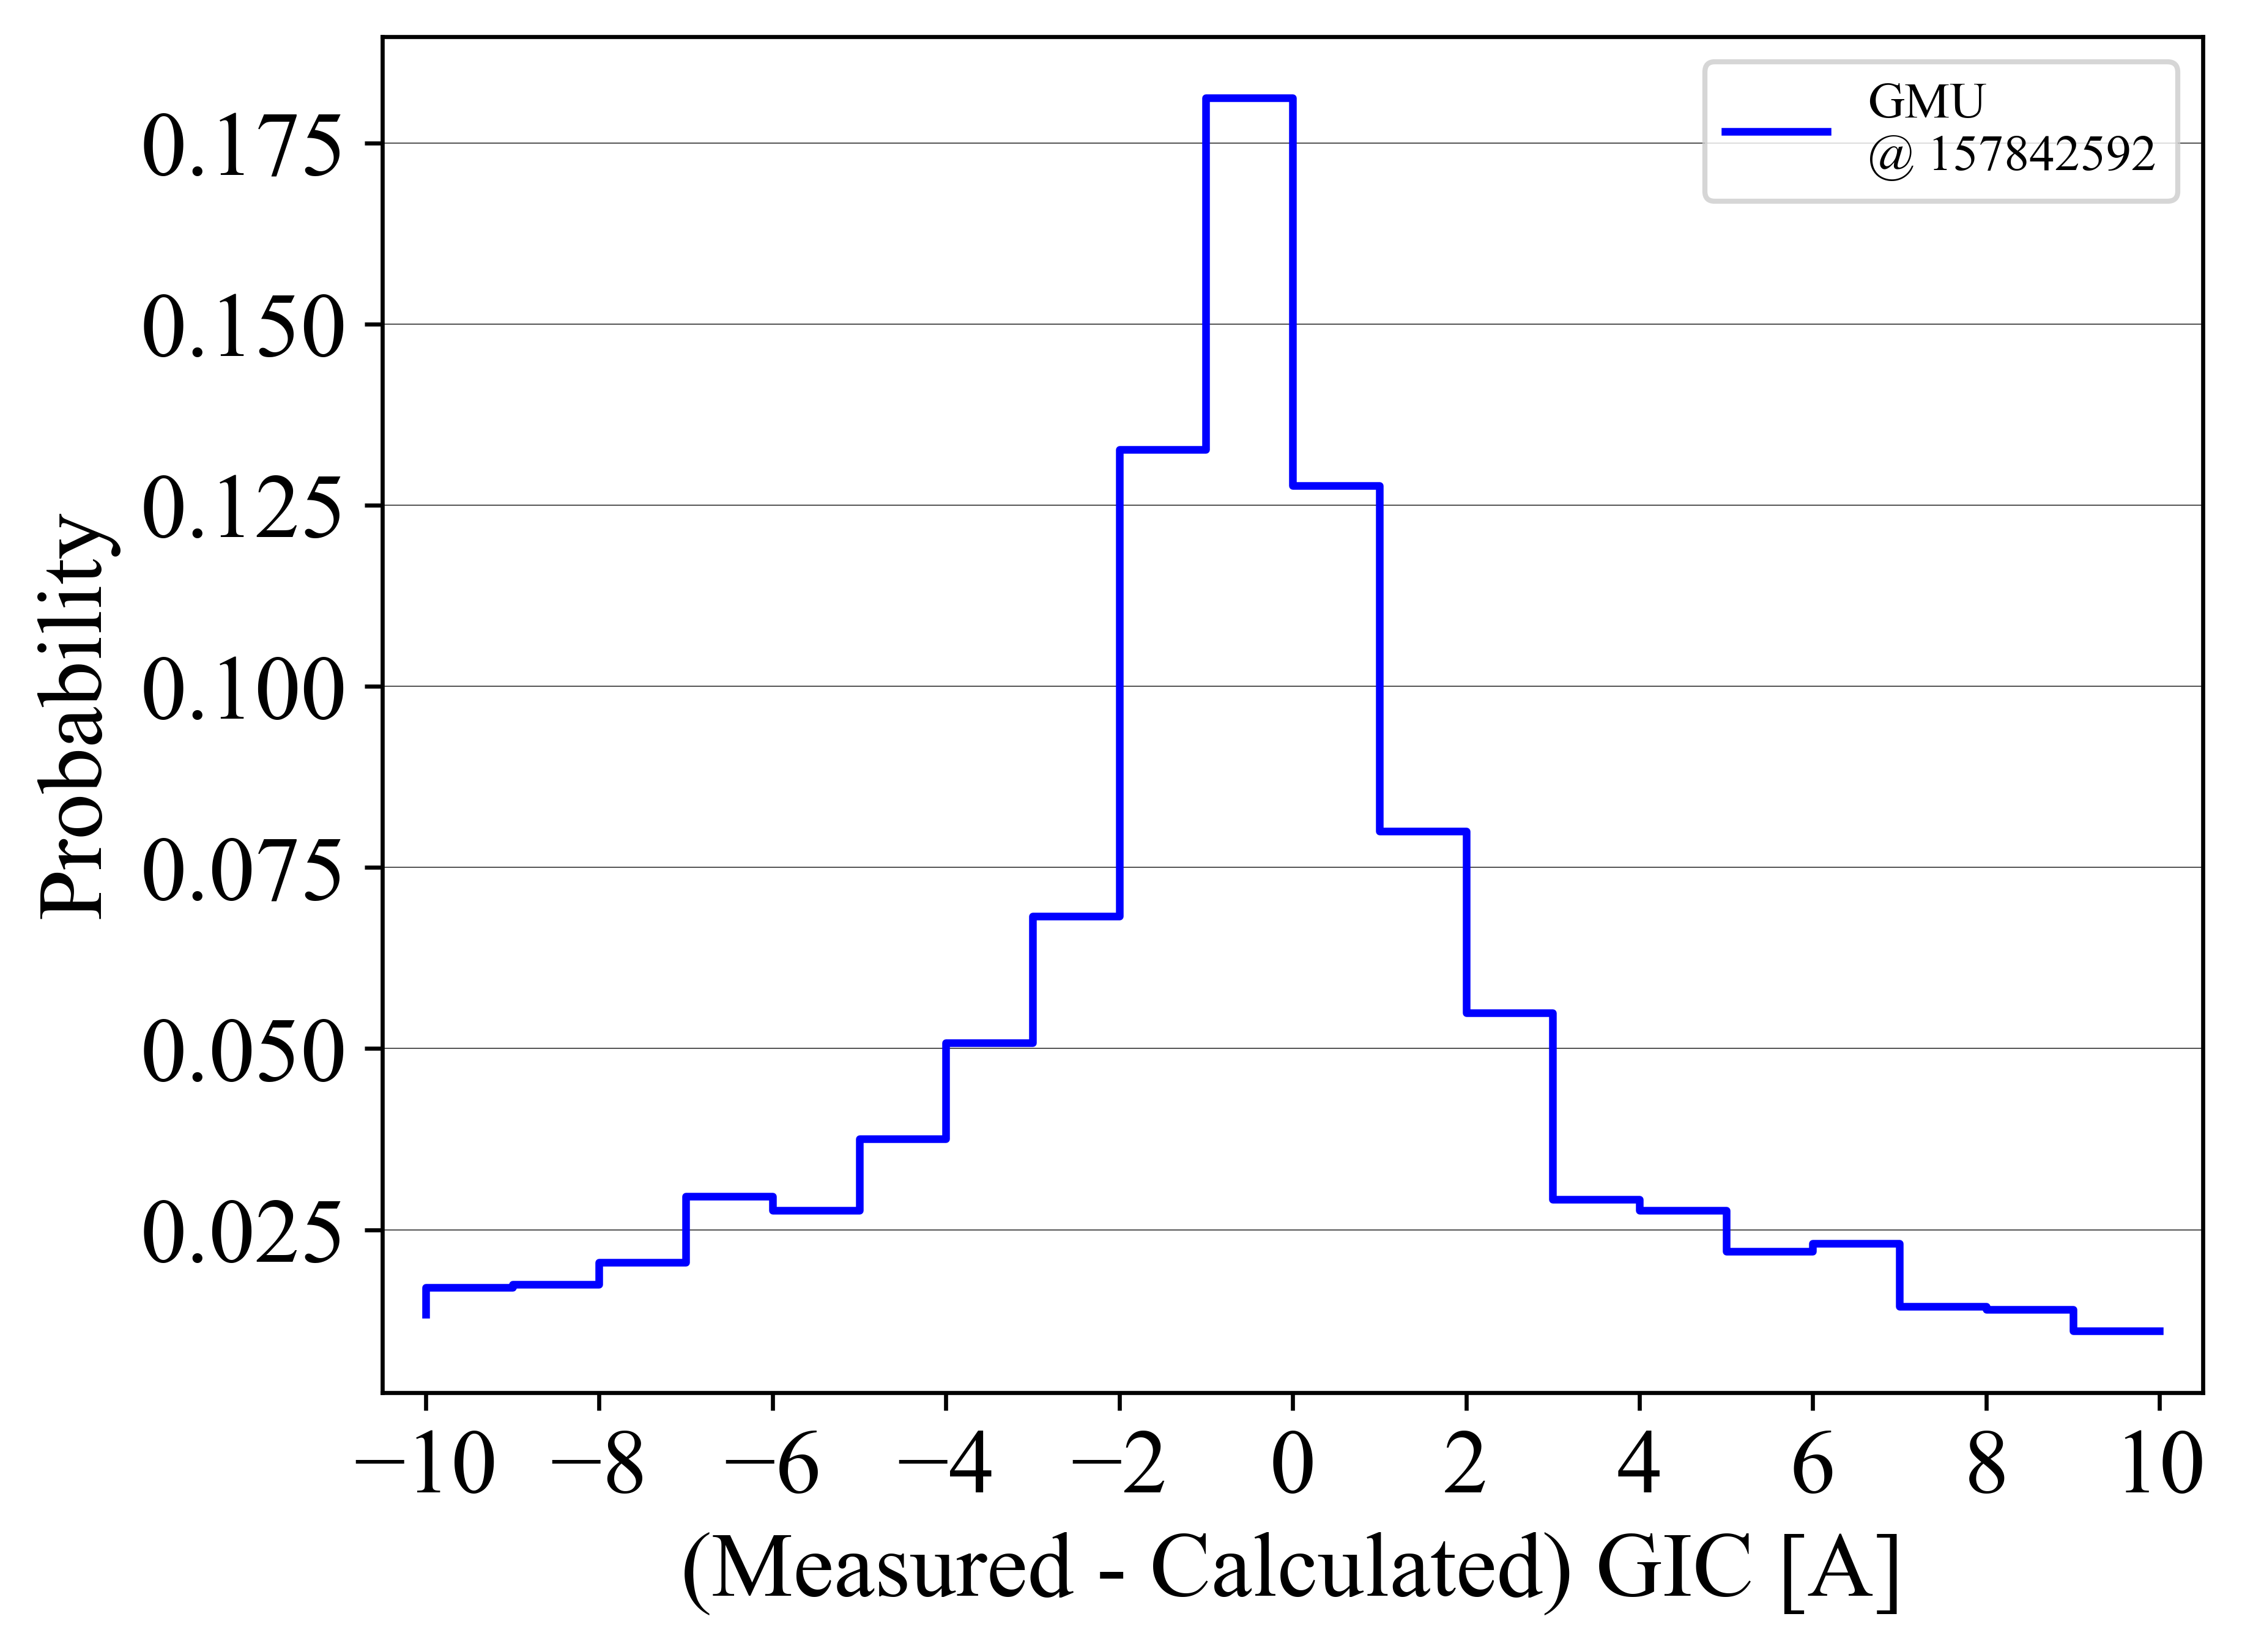 GMU
@ 157842592
0.175
0.150
0.125
0.100
0.075
0.050
0.025
Probability
−10 −8 −6 −4 −2 0 2 4 6 8 10
(Measured - Calculated) GIC [A]